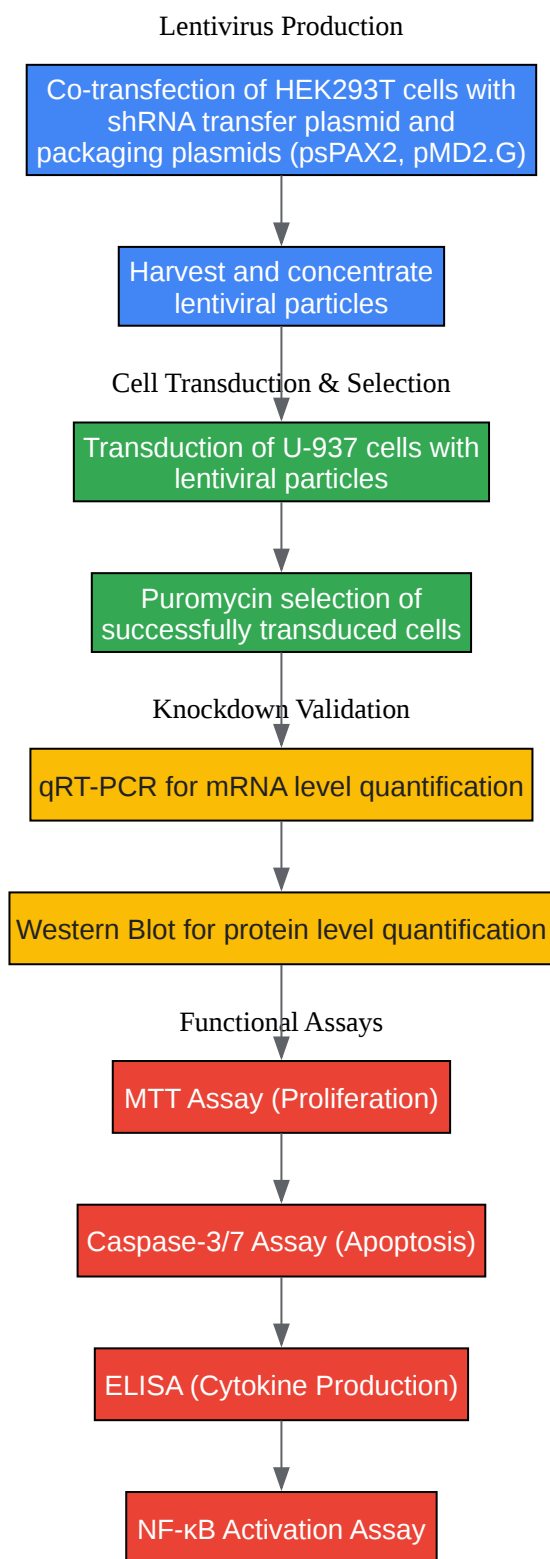 Lentivirus Production
Co-transfection of HEK293T cells with
shRNA transfer plasmid and
packaging plasmids (psPAX2, pMD2.G)
Harvest and concentrate
lentiviral particles
Cell Transduction & Selection
Transduction of U-937 cells with
lentiviral particles
Puromycin selection of
successfully transduced cells
Knockdown Validation
qRT-PCR for mRNA level quantification
Western Blot for protein level quantification
Functional Assays
MTT Assay (Proliferation)
Caspase-3/7 Assay (Apoptosis)
ELISA (Cytokine Production)
NF-κB Activation Assay